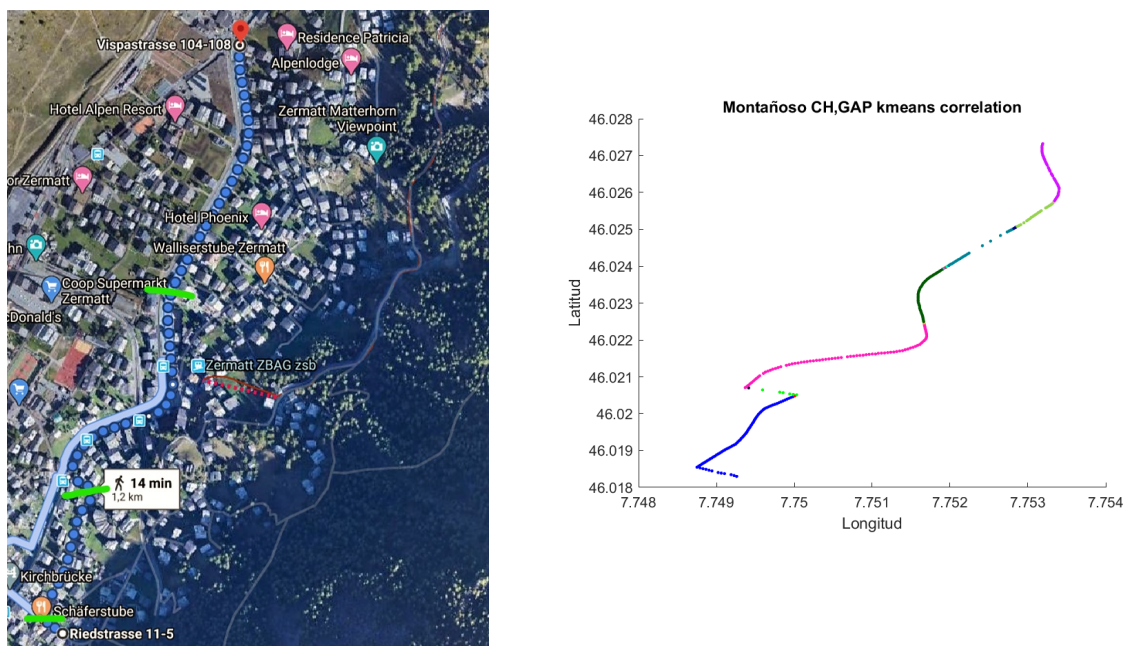 Vispastrasse 104-108
Residence Patricia
Alpenlodge
Hotel Alpen Resort
Zermatt Matterhorn
Viewpoint
or Zermatt
Hotel Phoenix
Walliserstube Zermatt
hn
Coop Supermarkt
Zermatt
cDonald's
Zermatt ZBAG zsb
14 min
1,2 km
Kirchbrücke
Schäferstube
Riedstrasse 11-5
Montañoso CH,GAP kmeans correlation
46.028
46.027
46.026
46.025
46.024
46.023
46.022
46.021
46.02
46.019
46.018
Latitud
7.748 7.749 7.75 7.751 7.752 7.753 7.754
Longitud